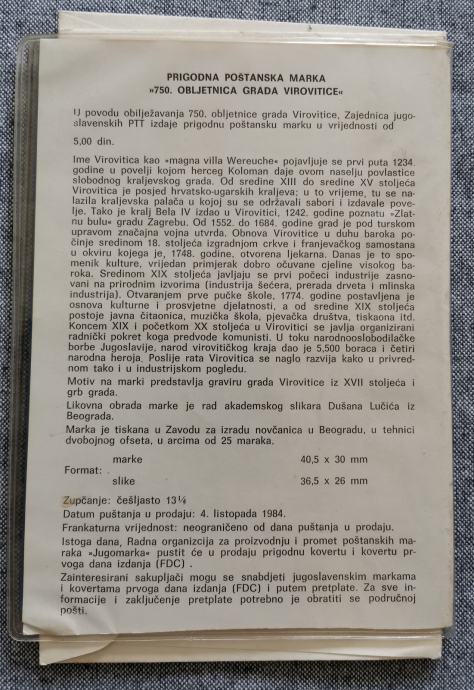 PRIGODNA POŠTANSKA MARKA
»750. OBLJETNICA GRADA VIROVITICE«
U povodu obilježavanja 750. obljetnice grada Virovitice, Zajednica jugo-
slavenskih PTT izdaje prigodnu poštansku marku u vrijednosti od
5,00 din.
Ime Virovitica kao »magna villa Wereuche« pojavljuje se prvi puta 1234.
godine u povelji kojom herceg Koloman daje ovom naselju povlastice
slobodnog kraljevskog grada. Od sredine XIII do sredine XV stoljeća
Virovitica je posjed hrvatsko-ugarskih kraljeva; u to vrijeme, tu se na-
lazila kraljevska palača u kojoj su se održavali sabori i izdavale pove-
lje. Tako je kralj Bela IV izdao u Virovitici, 1242. godine poznatu »Zlat-
nu bulu« gradu Zagrebu. Od 1552. do 1684. godine grad je pod turskom
upravom značajna vojna utvrda. Obnova Virovitice u duhu baroka po-
činje sredinom 18. stoljeća izgradnjom crkve i franjevačkog samostana
u okviru kojega je, 1748. godine, otvorena ljekarna. Danas je to spo-
menik kulture, vrijedan primjerak dobro očuvane cjeline visokog ba-
roka. Sredinom XIX stoljeća javljaju se prvi počeci industrije zasno-
vani na prirodnim izvorima (industrija šećera, prerada drveta i mlinska
industrija). Otvaranjem prve pučke škole, 1774. godine postavljena je
osnova kulturne i prosvjetne djelatnosti, a od sredine XIX stoljeća
postoje javna čitaonica, muzička škola, pjevačka društva, tiskaona itd.
Koncem XIX i početkom XX stoljeća u Virovitici se javlja organizirani
radnički pokret koga predvode komunisti. U toku narodnooslobodilačke
borbe Jugoslavije, narod virovitičkog kraja dao je 5,500 boraca i četiri
narodna heroja. Poslije rata Virovitica se naglo razvija kako u privred-
nom tako i u industrijskom pogledu.
Motiv na marki predstavlja graviru grada Virovitice iz XVII stoljeća i
grb grada.
Likovna obrada marke je rad akademskog slikara Dušana Lučića iz
Beograda.
Marka je tiskana u Zavodu za izradu novčanica u Beogradu, u tehnici
dvobojnog ofseta, u arcima od 25 maraka.
marke 40,5 x 30 mm
Format:
slike 36,5 x 26 mm
Zupčanje: češljasto 13¼
Datum puštanja u prodaju: 4. listopada 1984.
Frankaturna vrijednost: neograničeno od dana puštanja u prodaju.
Istoga dana, Radna organizcija za proizvodnju i promet poštanskih ma-
raka »Jugomarka« pustit će u prodaju prigodnu kovertu i kovertu pr-
voga dana izdanja (FDC) .
Zainteresirani sakupljači mogu se snabdjeti jugoslavenskim markama
i kovertama prvoga dana izdanja (FDC) i putem pretplate. Za sve in-
formacije i zaključenje pretplate potrebno je obratiti se područnoj
pošti.